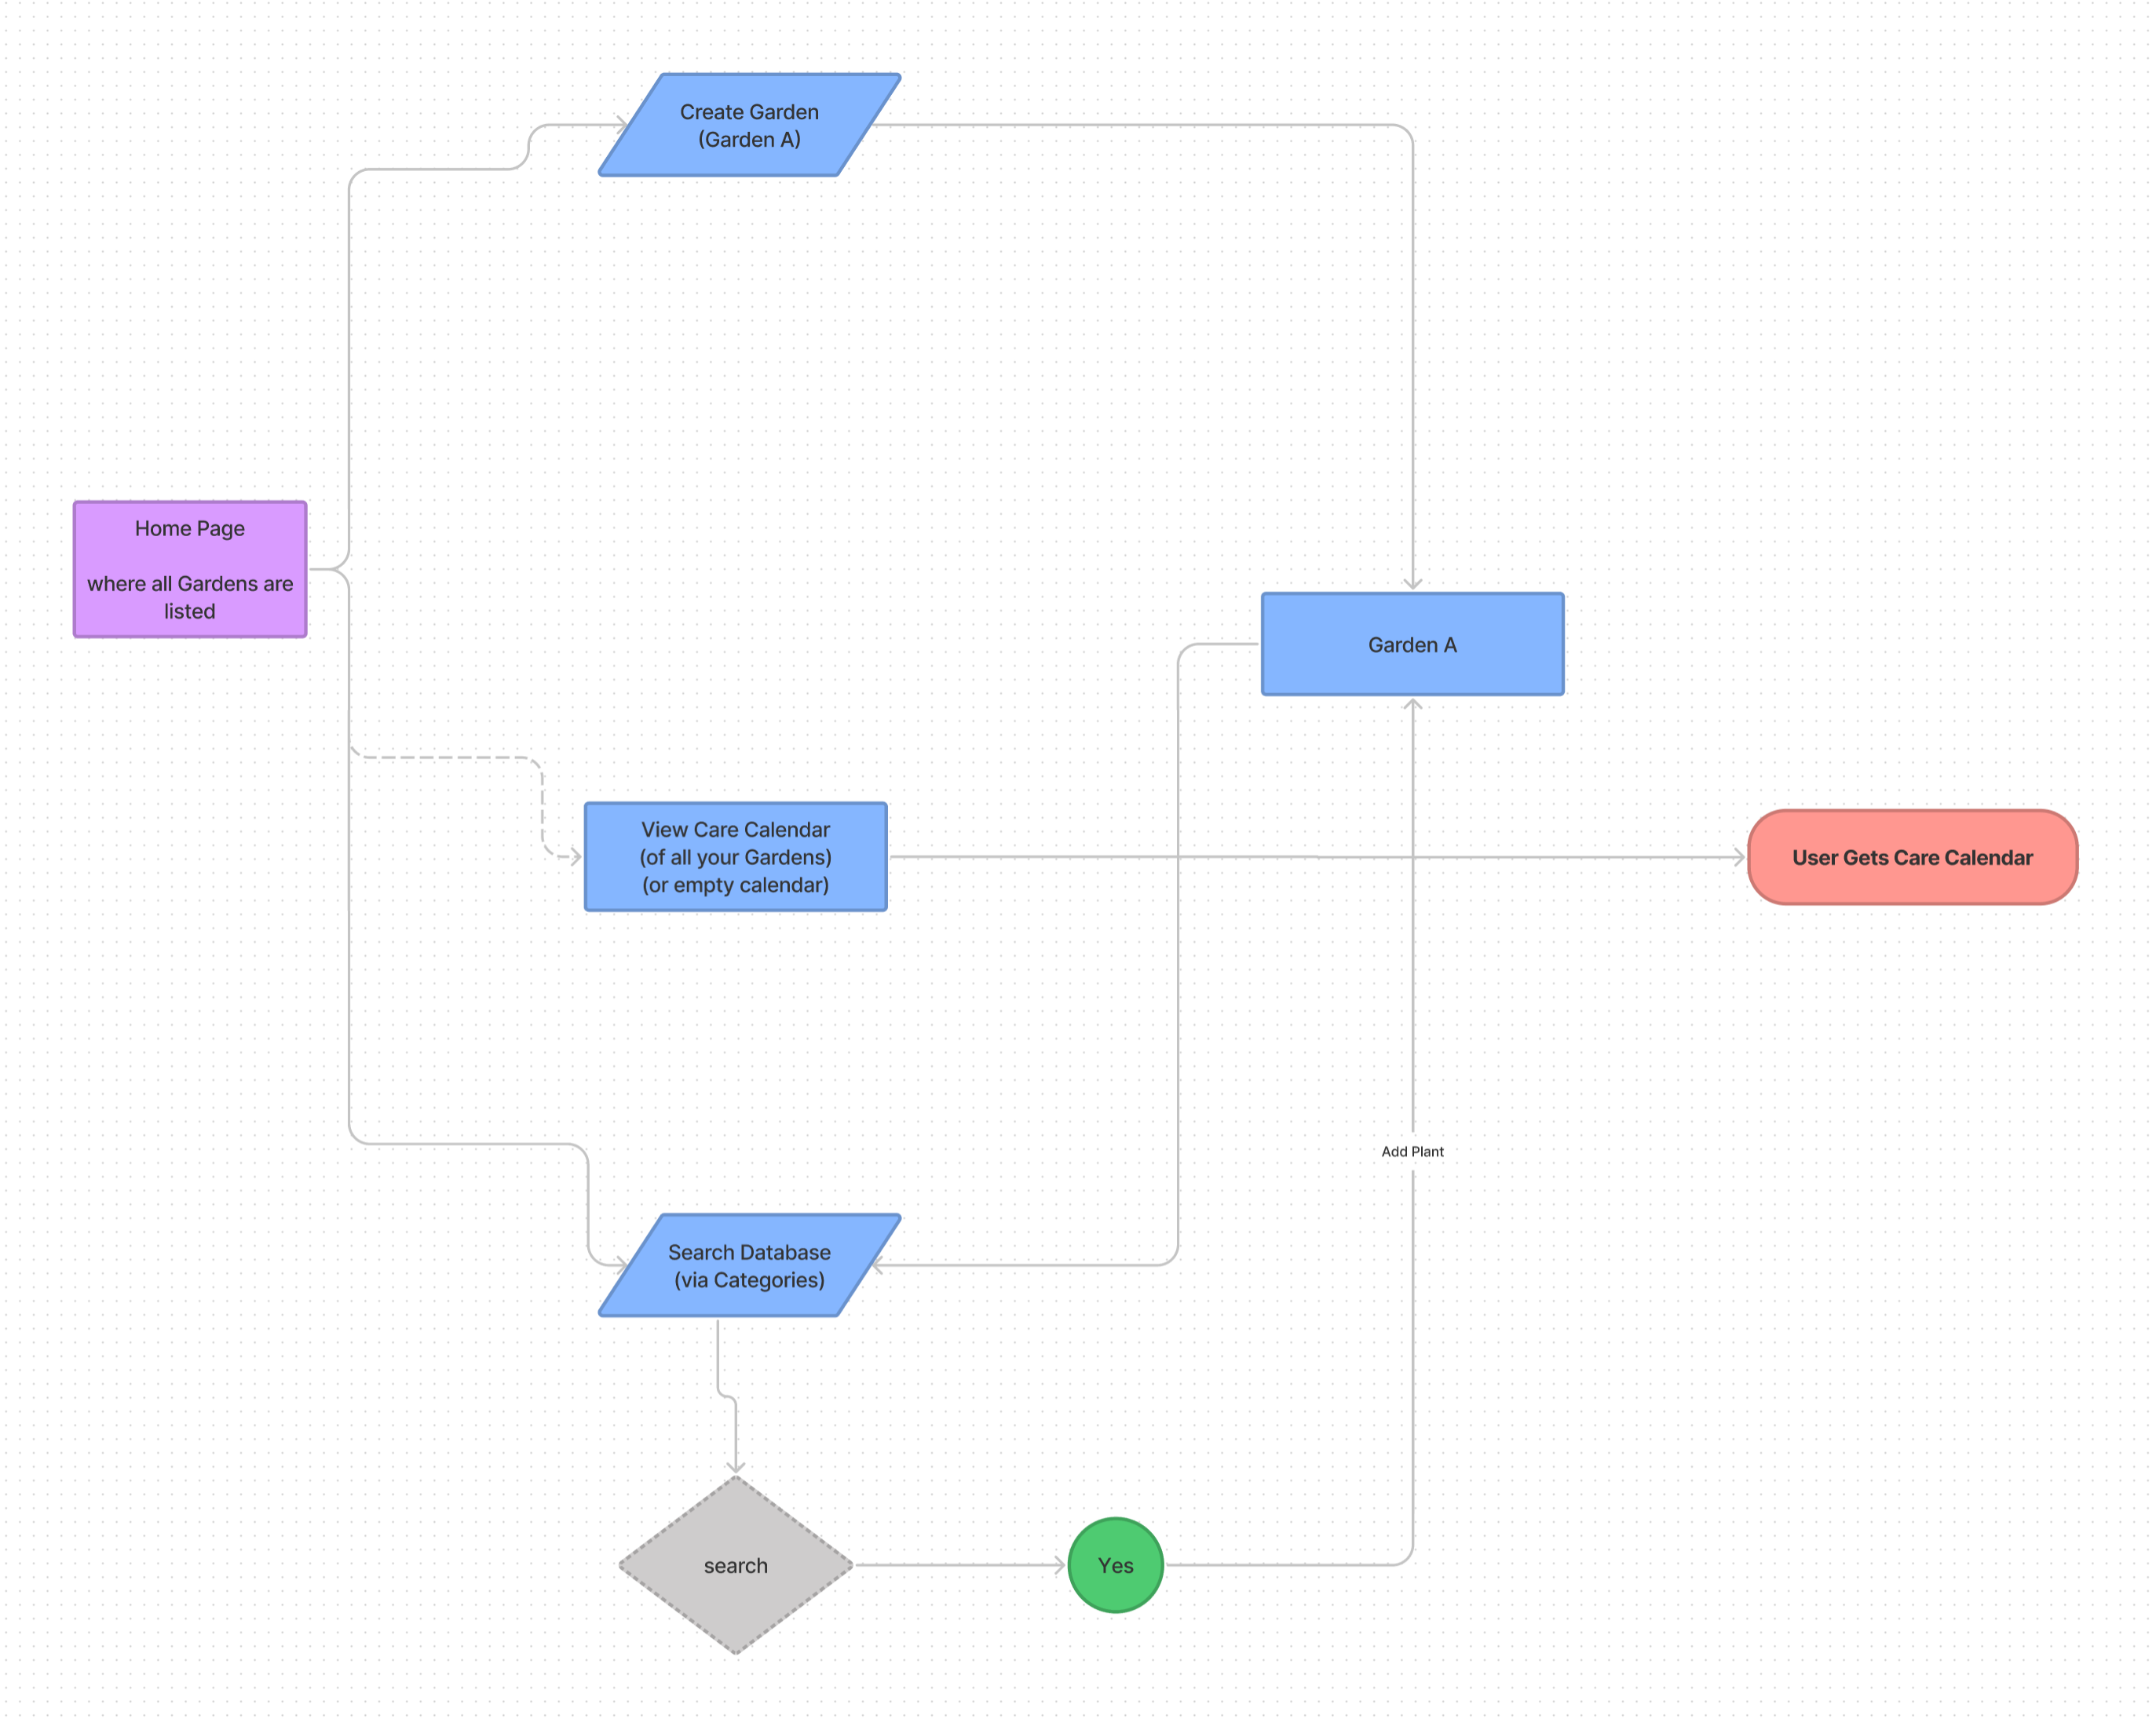 Create Garden
(Garden A)
Home Page
where all Gardens are
listed
Garden A
View Care Calendar
(of all your Gardens)
(or empty calendar)
User Gets Care Calendar
Add Plant
Search Database
(via Categories)
search
Yes